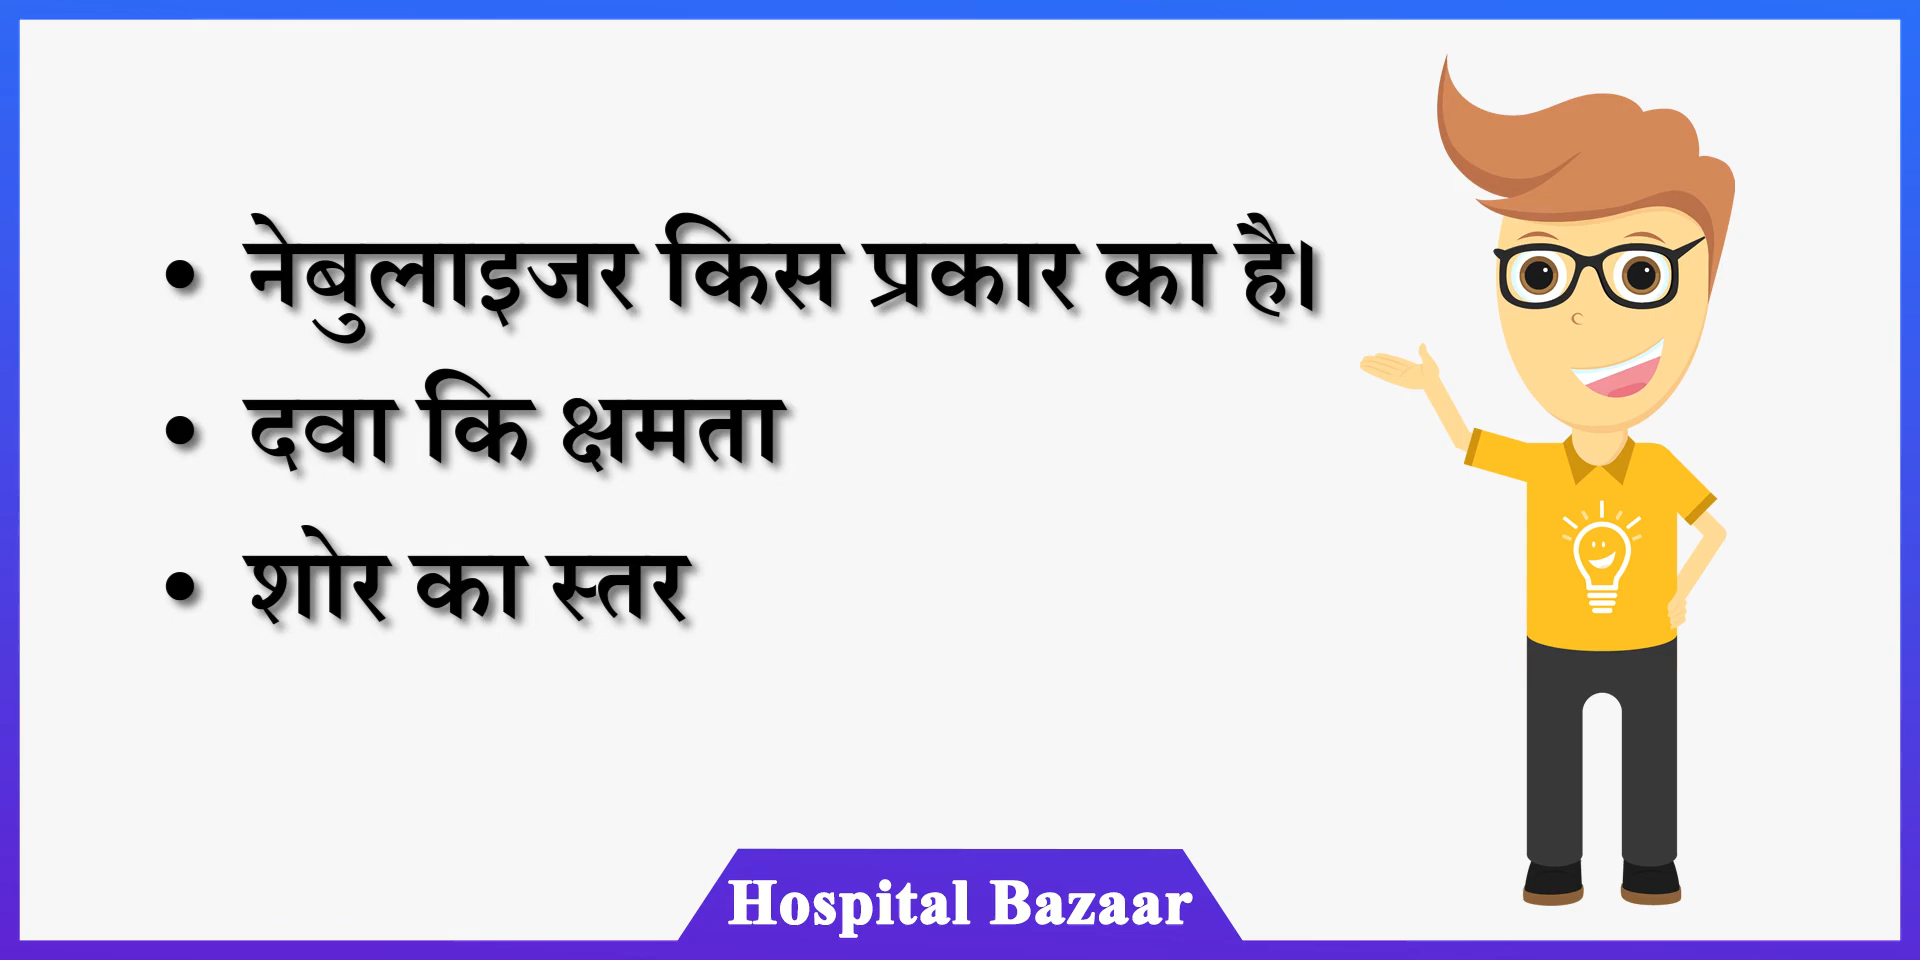 • नेबुलाइजर किस प्रकार का है।
• दवा कि क्षमता
• शोर का स्तर
Hospital Bazaar